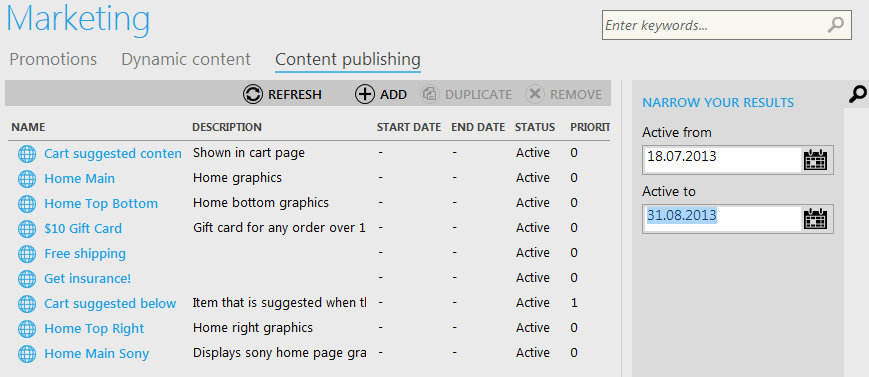 Marketing
Enter keywords...
Promotions Dynamic content Content publishing
REFRESH ADD DUPLICATE REMOVE
NAME DESCRIPTION START DATE END DATE STATUS PRIORIT
Cart suggested conten Shown in cart page - - Active 0
Home Main Home graphics - - Active 0
Home Top Bottom Home bottom graphics - - Active 0
$10 Gift Card Gift card for any order over 1 - - Active 0
Free shipping - - Active 0
Get insurance! - - Active 0
Cart suggested below Item that is suggested when th - - Active 1
Home Top Right Home right graphics - - Active 0
Home Main Sony Displays sony home page gra - - Active 0
NARROW YOUR RESULTS
Active from
18.07.2013
Active to
31.08.2013